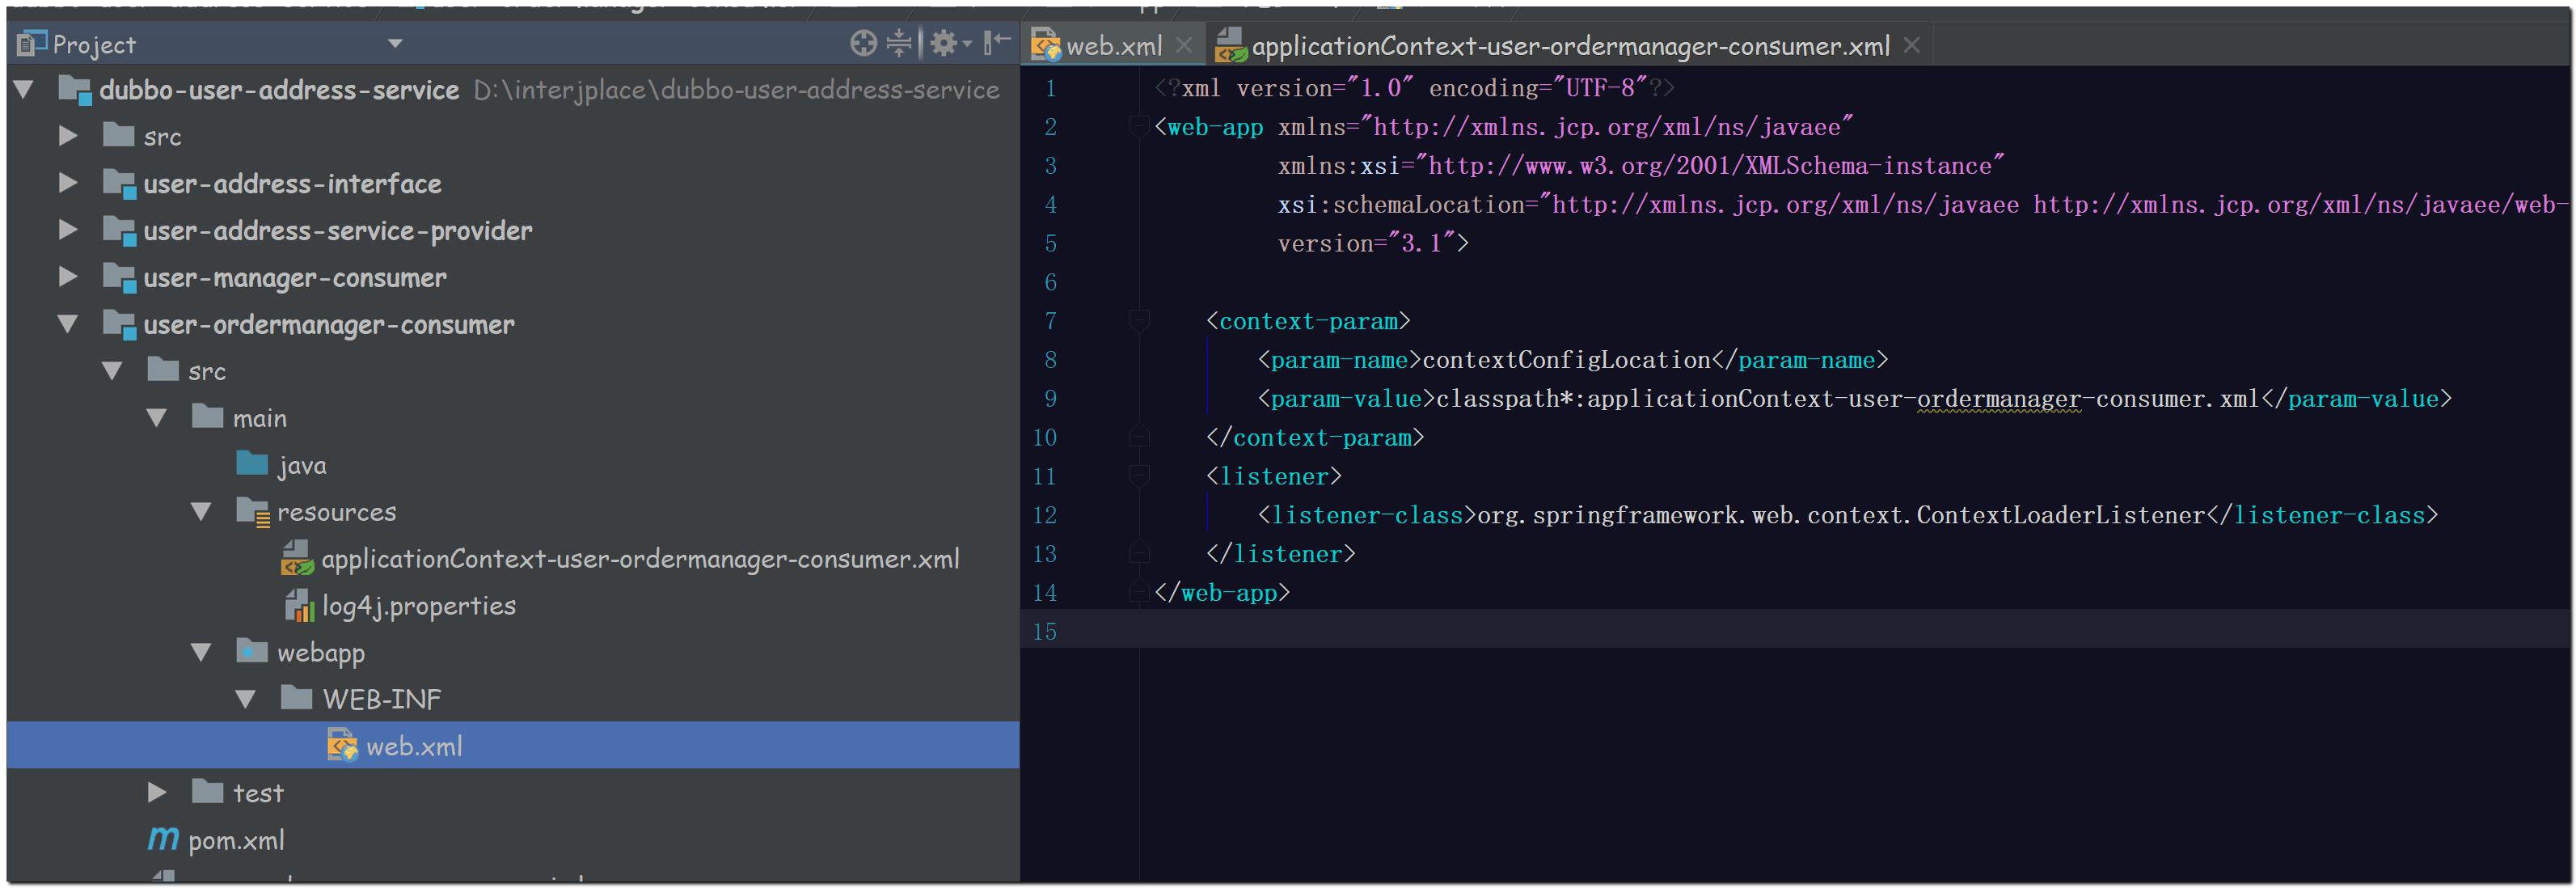 Project
dubbo-user-address-service D:\interjplace\dubbo-user-address-service
src
user-address-interface
user-address-service-provider
user-manager-consumer
user-ordermanager-consumer
src
main
java
resources
applicationContext-user-ordermanager-consumer.xml
log4j.properties
webapp
WEB-INF
web.xml
test
pom.xml
web.xml applicationContext-user-ordermanager-consumer.xml
1 <?xml version="1.0" encoding="UTF-8"?>
2 <web-app xmlns="http://xmlns.jcp.org/xml/ns/javaee"
3 xmlns:xsi="http://www.w3.org/2001/XMLSchema-instance"
4 xsi:schemaLocation="http://xmlns.jcp.org/xml/ns/javaee http://xmlns.jcp.org/xml/ns/javaee/web-
5 version="3.1">
6
7 <context-param>
8 <param-name>contextConfigLocation</param-name>
9 <param-value>classpath*:applicationContext-user-ordermanager-consumer.xml</param-value>
10 </context-param>
11 <listener>
12 <listener-class>org.springframework.web.context.ContextLoaderListener</listener-class>
13 </listener>
14 </web-app>
15